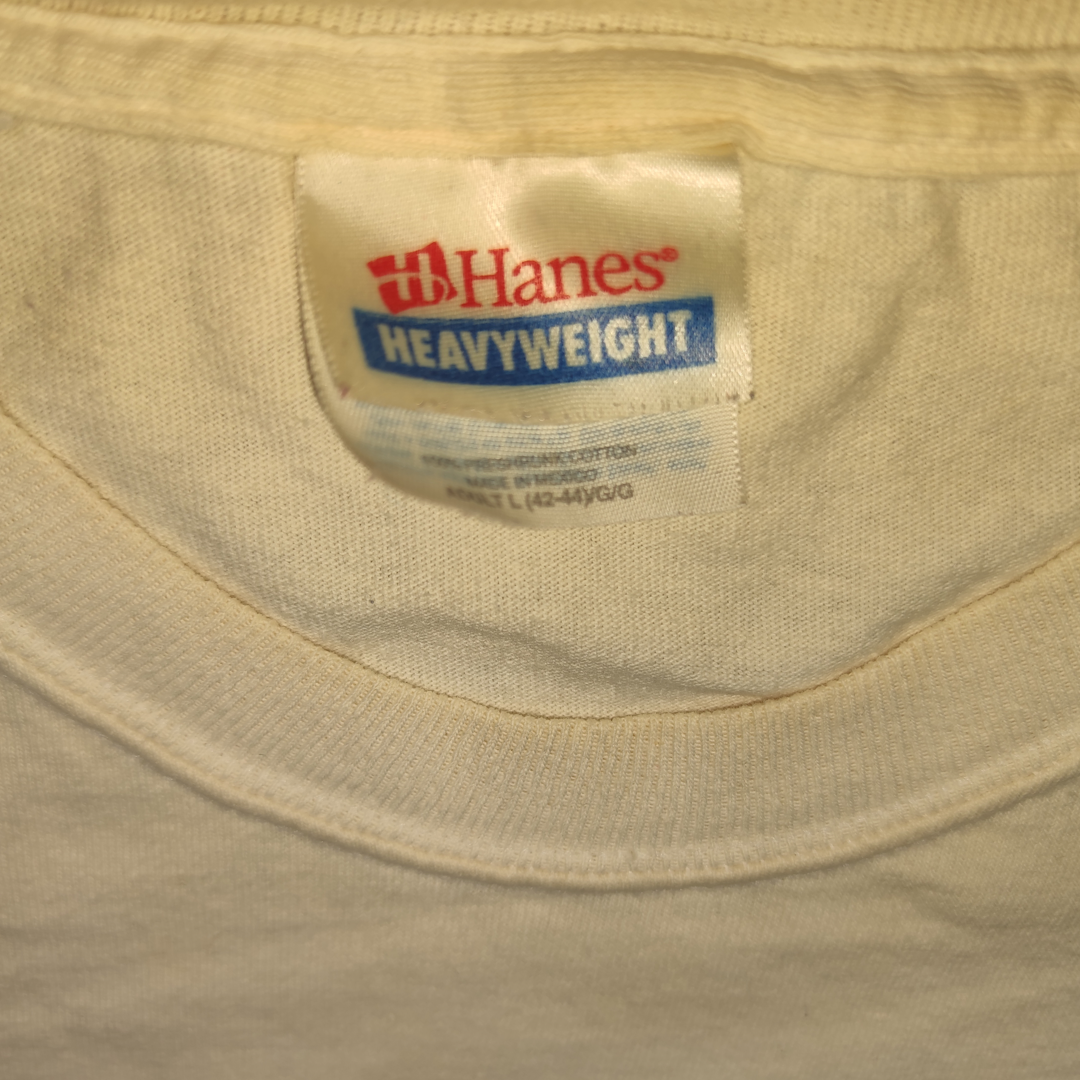 Hanes®
HEAVYWEIGHT
100% PRESHRUNK COTTON
MADE IN MEXICO
ADULT L (42-44)/G/G